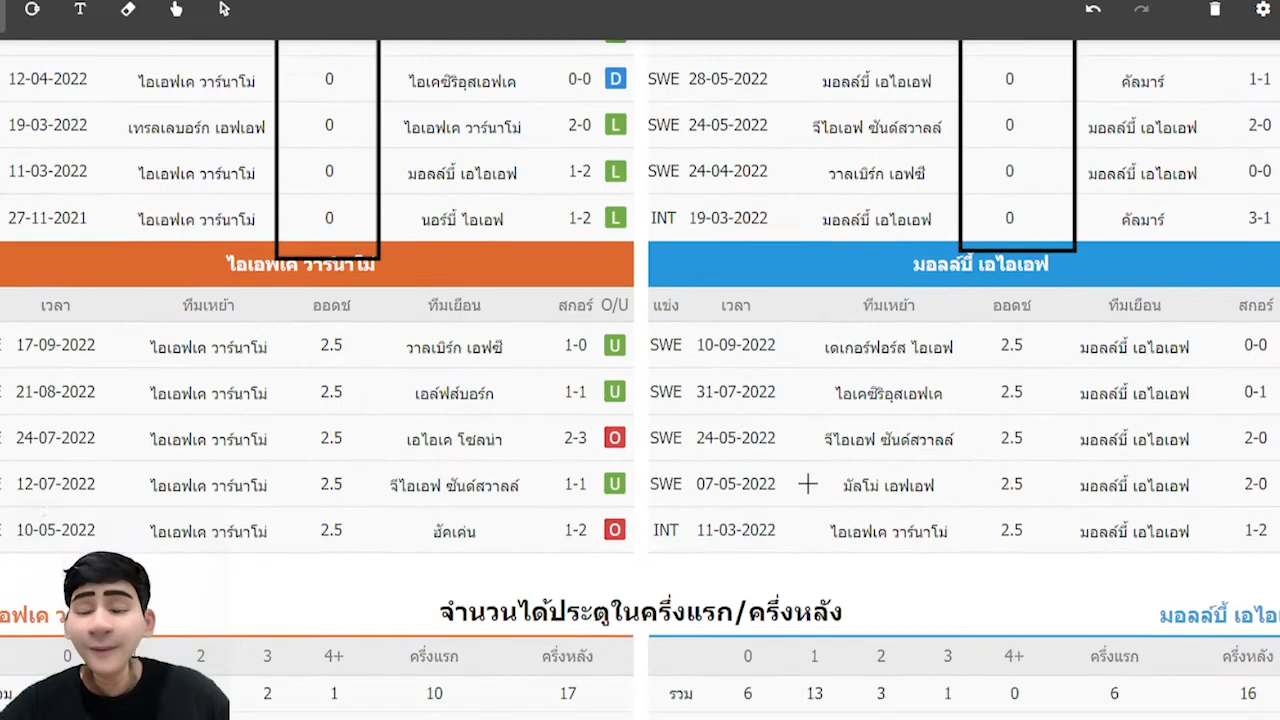 T
12-04-2022 ไอเอฟเค วาร์นาโม่ 0 ไอเคซิริอุสเอฟเค 0-0 D
19-03-2022 เทรลเลบอร์ก เอฟเอฟ 0 ไอเอฟเค วาร์นาโม่ 2-0 L
11-03-2022 ไอเอฟเค วาร์นาโม่ 0 มอลล์บี้ เอไอเอฟ 1-2 L
27-11-2021 ไอเอฟเค วาร์นาโม่ 0 นอร์บี้ ไอเอฟ 1-2 L
ไอเอฟเค วาร์นาโม่
เวลา ทีมเหย้า ออดซ์ ทีมเยือน สกอร์ O/U
17-09-2022 ไอเอฟเค วาร์นาโม่ 2.5 วาลเบิร์ก เอฟซี 1-0 U
21-08-2022 ไอเอฟเค วาร์นาโม่ 2.5 เอล์ฟส์บอร์ก 1-1 U
24-07-2022 ไอเอฟเค วาร์นาโม่ 2.5 เอไอเค โซลน่า 2-3 O
12-07-2022 ไอเอฟเค วาร์นาโม่ 2.5 จีไอเอฟ ซันด์สวาลล์ 1-1 U
10-05-2022 ไอเอฟเค วาร์นาโม่ 2.5 ฮัคเค่น 1-2 O
SWE 28-05-2022 มอลล์บี้ เอไอเอฟ 0 คัลมาร์ 1-1
SWE 24-05-2022 จีไอเอฟ ซันด์สวาลล์ 0 มอลล์บี้ เอไอเอฟ 2-0
SWE 24-04-2022 วาลเบิร์ก เอฟซี 0 มอลล์บี้ เอไอเอฟ 0-0
INT 19-03-2022 มอลล์บี้ เอไอเอฟ 0 คัลมาร์ 3-1
มอลล์บี้ เอไอเอฟ
แข่ง เวลา ทีมเหย้า ออดซ์ ทีมเยือน สกอร์
SWE 10-09-2022 เดเกอร์ฟอร์ส ไอเอฟ 2.5 มอลล์บี้ เอไอเอฟ 0-0
SWE 31-07-2022 ไอเคซิริอุสเอฟเค 2.5 มอลล์บี้ เอไอเอฟ 0-1
SWE 24-05-2022 จีไอเอฟ ซันด์สวาลล์ 2.5 มอลล์บี้ เอไอเอฟ 2-0
SWE 07-05-2022 มัลโม่ เอฟเอฟ 2.5 มอลล์บี้ เอไอเอฟ 2-0
INT 11-03-2022 ไอเอฟเค วาร์นาโม่ 2.5 มอลล์บี้ เอไอเอฟ 1-2
จำนวนได้ประตูในครึ่งแรก/ครึ่งหลัง
มอลล์บี้ เอไอเ
0 2 3 4+ ครึ่งแรก ครึ่งหลัง
2 1 10 17
0 1 2 3 4+ ครึ่งแรก ครึ่งหลัง
รวม 6 13 3 1 0 6 16